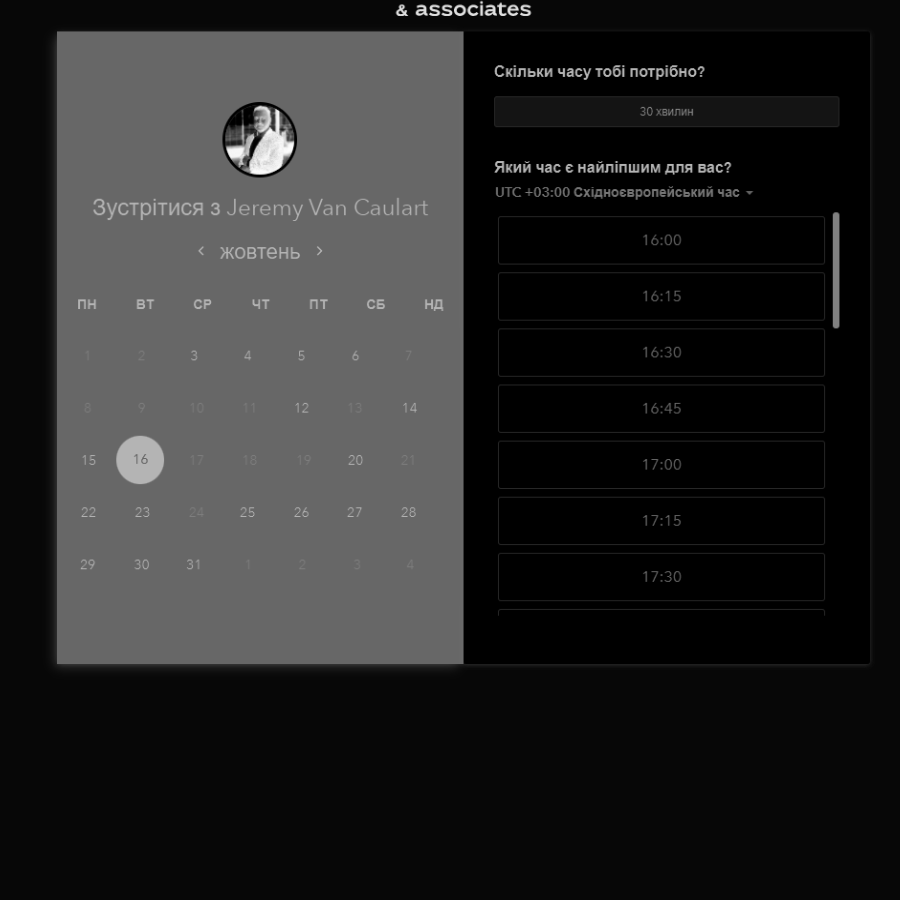 & associates
Зустрітися з Jeremy Van Caulart
жовтень
ПН ВТ СР ЧТ ПТ СБ НД
1 2 3 4 5 6 7
8 9 10 11 12 13 14
15 16 17 18 19 20 21
22 23 24 25 26 27 28
29 30 31 1 2 3 4
Скільки часу тобі потрібно?
30 хвилин
Який час є найліпшим для вас?
UTC +03:00 Східноєвропейський час
16:00
16:15
16:30
16:45
17:00
17:15
17:30